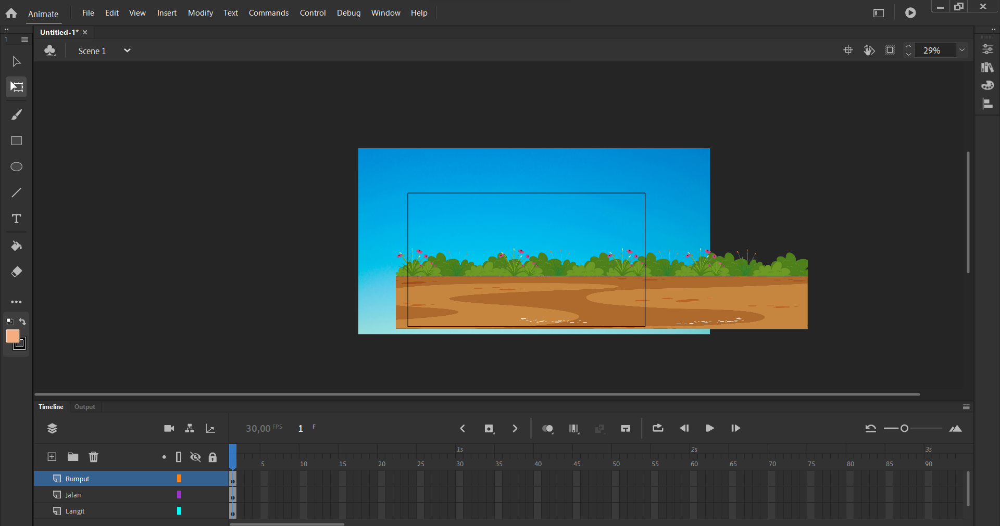 Animate File Edit View Insert Modify Text Commands Control Debug Window Help
Untitled-1*
Scene 1
29%
Timeline Output
30,00 FPS 1 F
1s 2s 3s
5 10 15 20 25 30 35 40 45 50 55 60 65 70 75 80 85 90
Rumput
Jalan
Langit